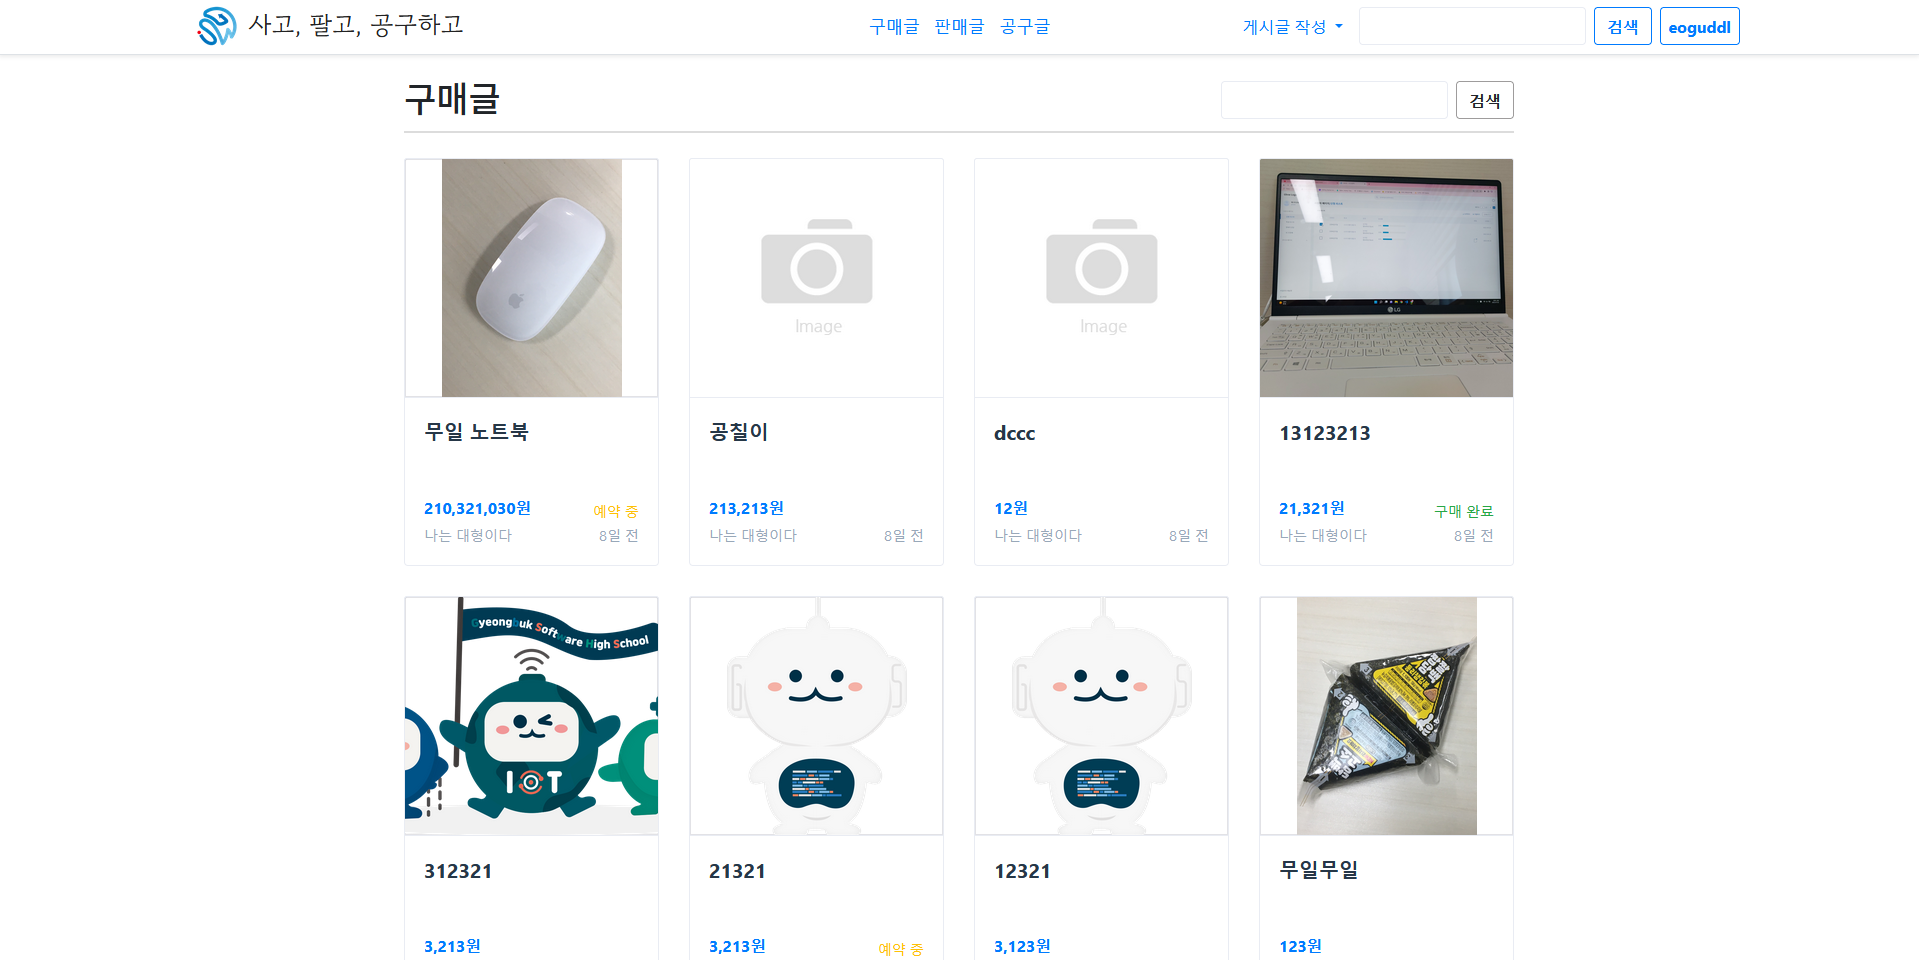 사고, 팔고, 공구하고
구매글 판매글 공구글
게시글 작성
검색
eoguddl
구매글
검색
Image
Image
LG
무일 노트북
공칠이
dccc
13123213
210,321,030원
예약 중
213,213원
12원
21,321원
구매 완료
나는 대형이다
8일 전
나는 대형이다
8일 전
나는 대형이다
8일 전
나는 대형이다
8일 전
Gyeongbuk Software High School
IOT
312321
21321
12321
무일무일
3,213원
3,213원
예약 중
3,123원
123원